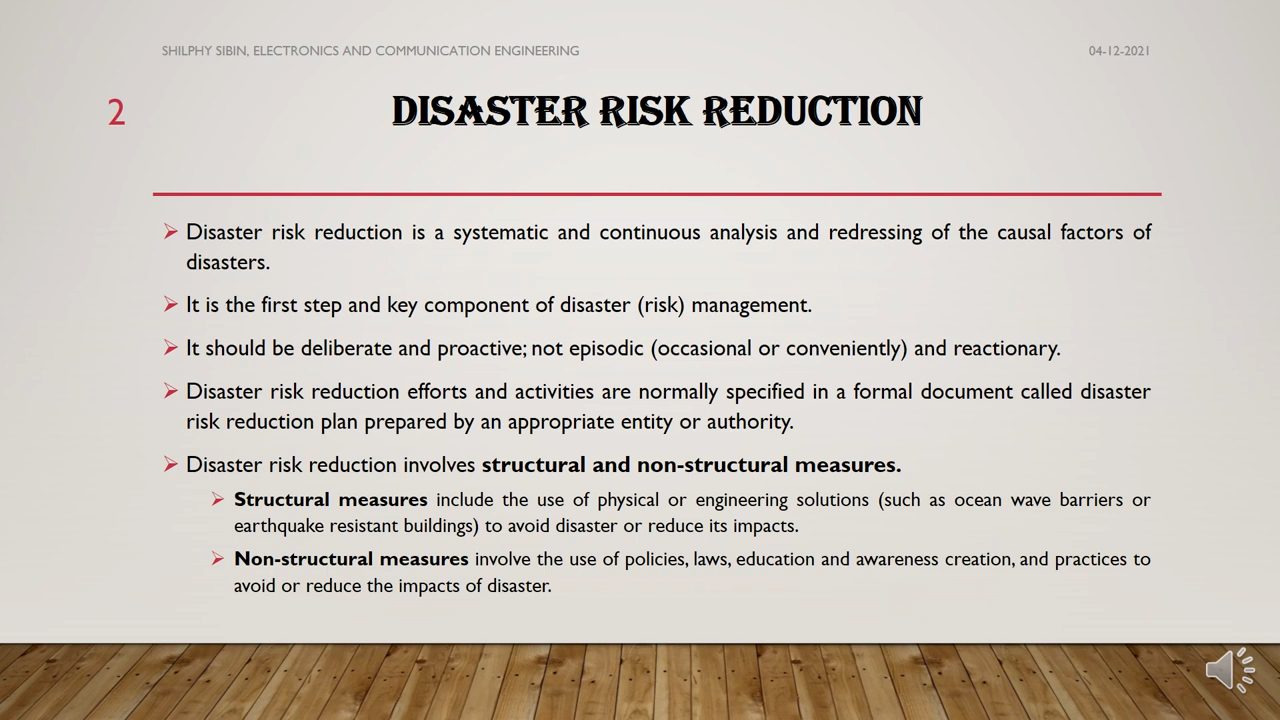 SHILPHY SIBIN, ELECTRONICS AND COMMUNICATION ENGINEERING
04-12-2021
2
DISASTER RISK REDUCTION
Disaster risk reduction is a systematic and continuous analysis and redressing of the causal factors of
disasters.
It is the first step and key component of disaster (risk) management.
It should be deliberate and proactive; not episodic (occasional or conveniently) and reactionary.
Disaster risk reduction efforts and activities are normally specified in a formal document called disaster
risk reduction plan prepared by an appropriate entity or authority.
Disaster risk reduction involves structural and non-structural measures.
Structural measures include the use of physical or engineering solutions (such as ocean wave barriers or
earthquake resistant buildings) to avoid disaster or reduce its impacts.
Non-structural measures involve the use of policies, laws, education and awareness creation, and practices to
avoid or reduce the impacts of disaster.